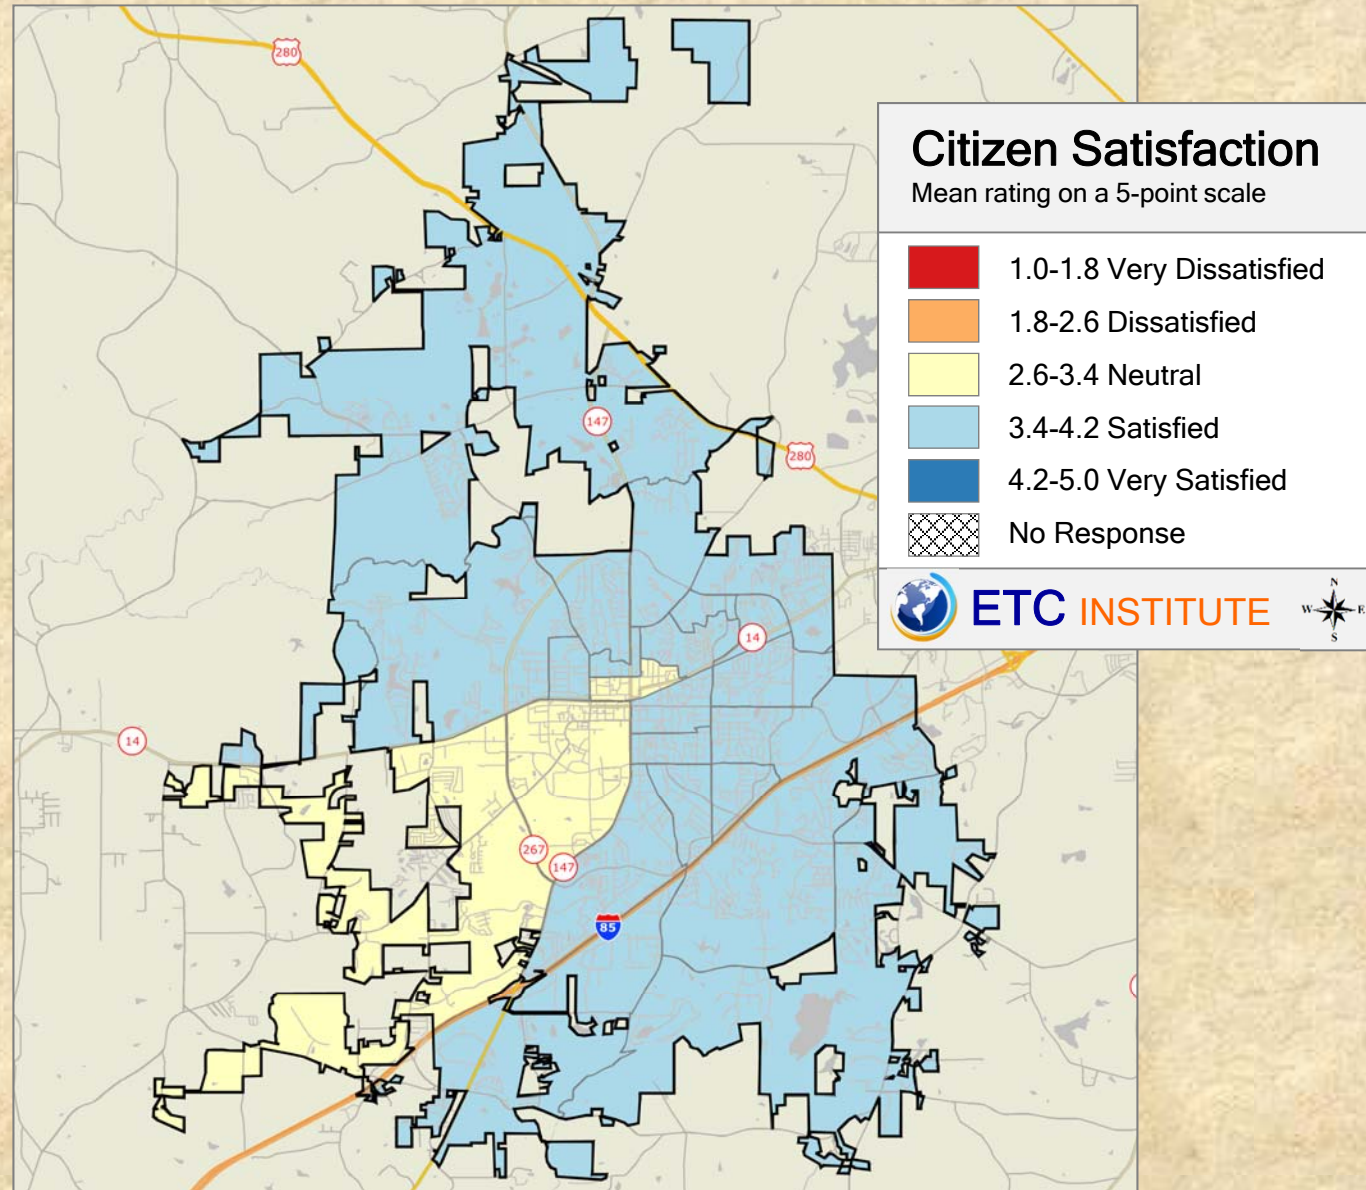 280
Citizen Satisfaction
Mean rating on a 5-point scale
1.0-1.8 Very Dissatisfied
1.8-2.6 Dissatisfied
2.6-3.4 Neutral
147
3.4-4.2 Satisfied
280
4.2-5.0 Very Satisfied
No Response
ETC INSTITUTE
N
W E
S
14
14
267
147
85